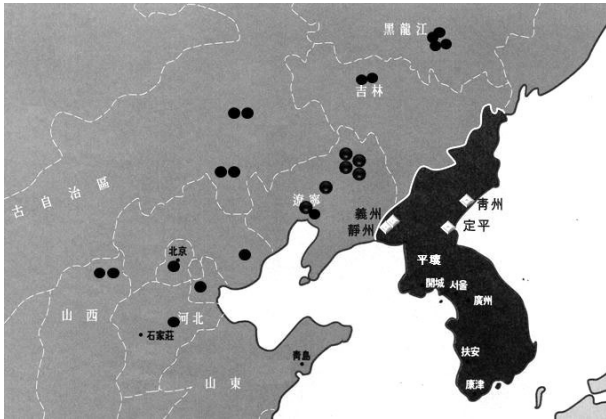 黑龍江
吉林
遼寧
古自治區
義州
靜州
靑州
定平
北京
平壤
開城
서울
廣州
山西
河北
石家莊
扶安
山東
青島
康津